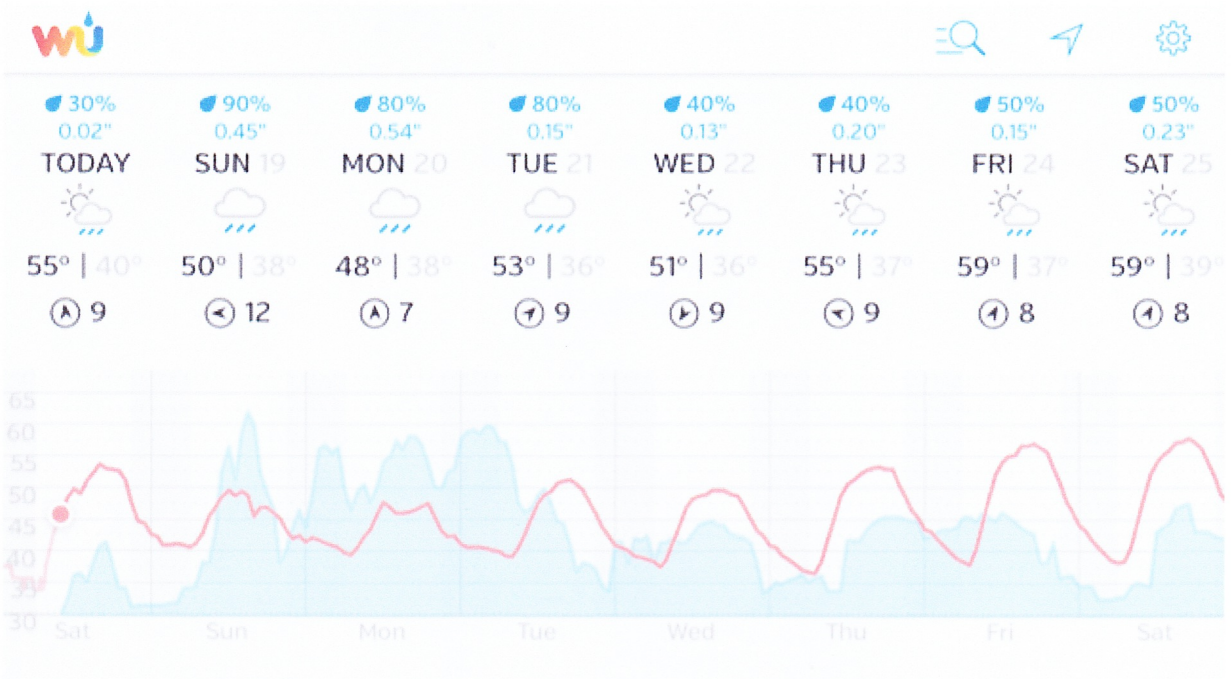 WU
30% 90% 80% 80% 40% 40% 50% 50%
0.02" 0.45" 0.54" 0.15" 0.13" 0.20" 0.15" 0.23"
TODAY SUN 19 MON 20 TUE 21 WED 22 THU 23 FRI 24 SAT 25
55° | 40° 50° | 38° 48° | 38° 53° | 36° 51° | 36° 55° | 37° 59° | 37° 59° | 39°
9 12 7 9 9 9 8 8
65
60
55
50
45
40
35
30
Sat Sun Mon Tue Wed Thu Fri Sat